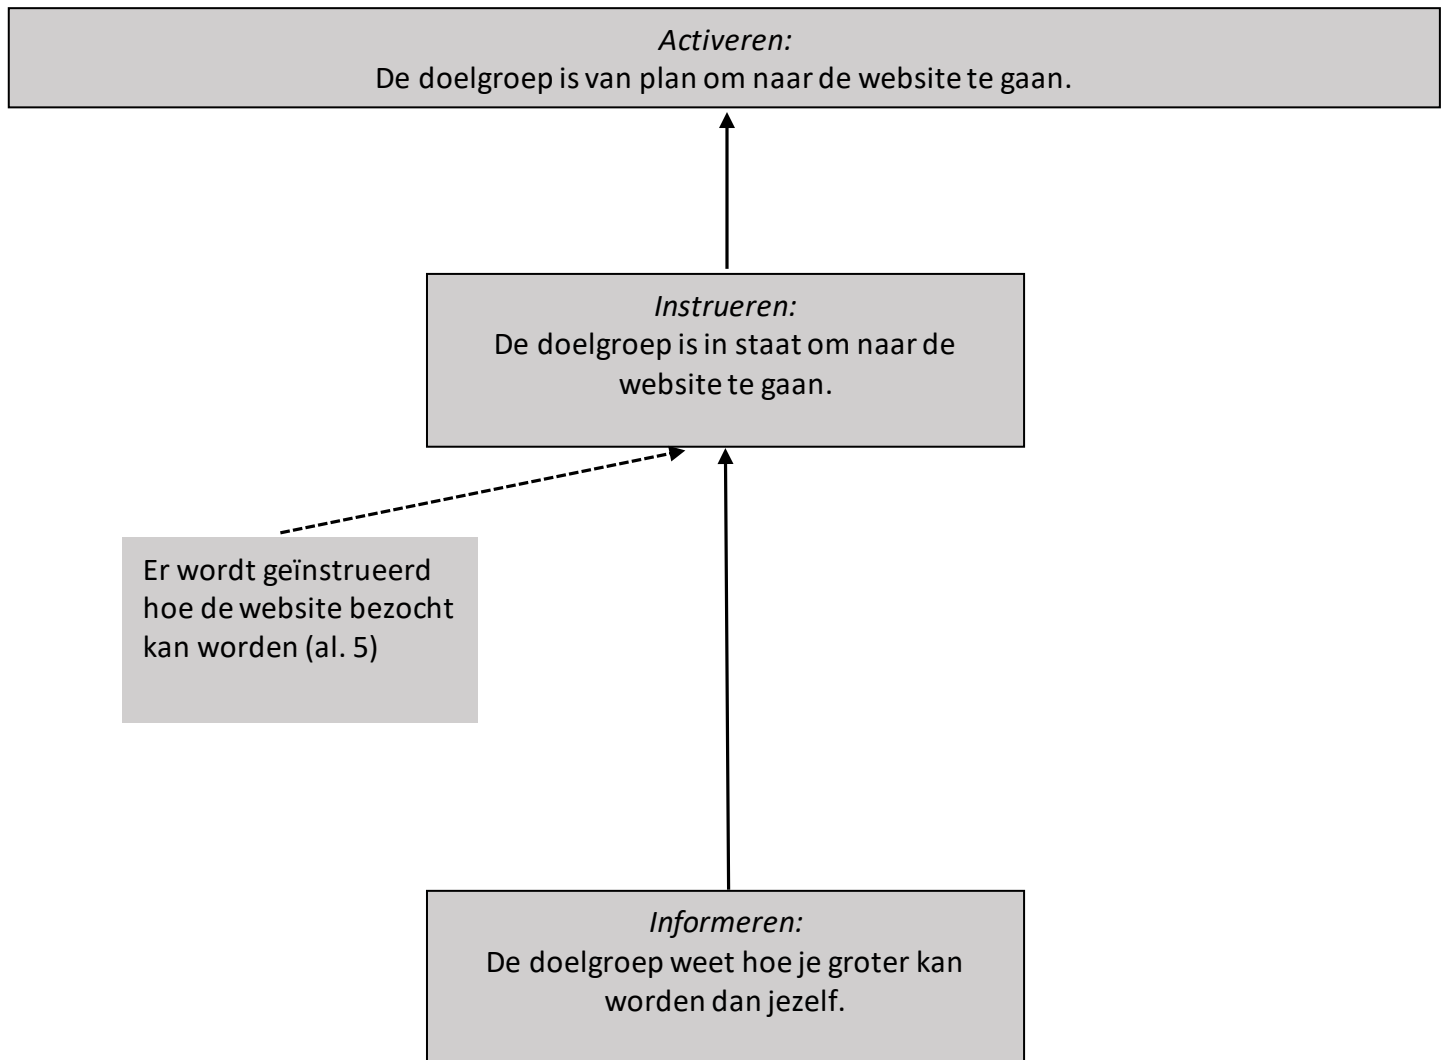 Activeren:
De doelgroep is van plan om naar de website te gaan.
Instrueren:
De doelgroep is in staat om naar de
website te gaan.
Er wordt geïnstrueerd
hoe de website bezocht
kan worden (al. 5)
Informeren:
De doelgroep weet hoe je groter kan
worden dan jezelf.